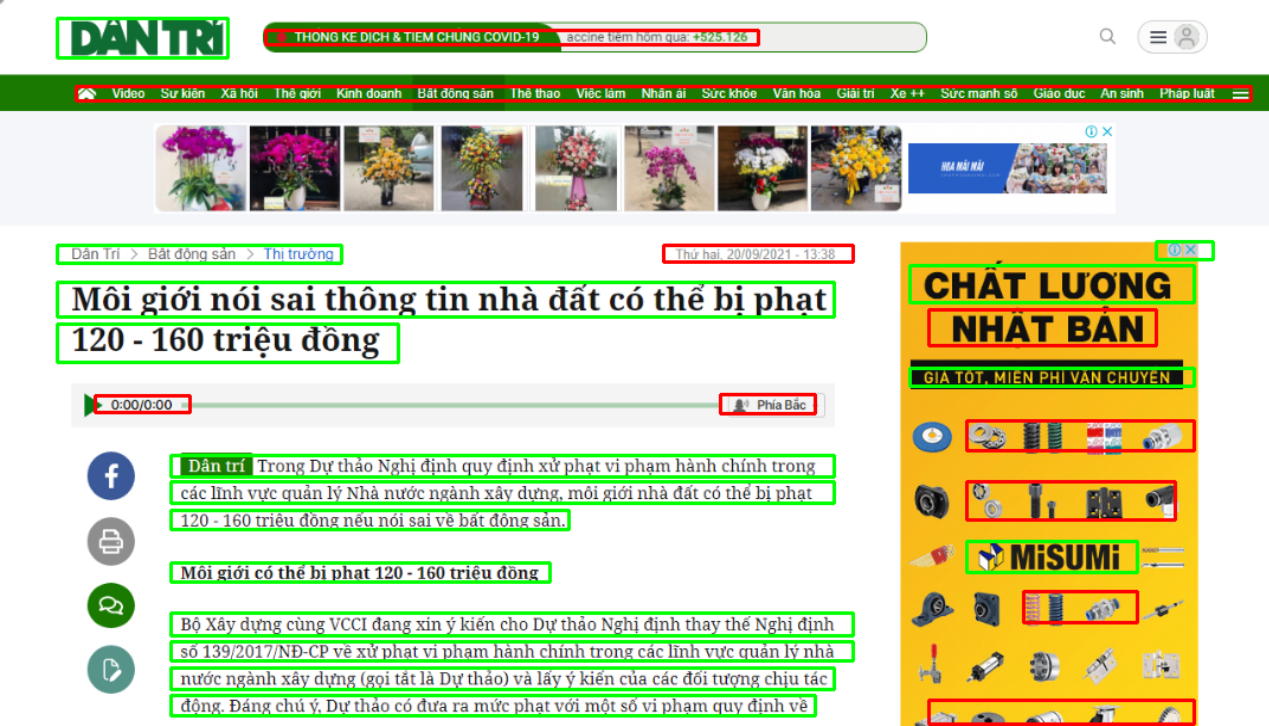 DÂN TRÍ
THỐNG KÊ DỊCH & TIÊM CHỦNG COVID-19 accine tiêm hôm qua: +525.126
Video Sự kiện Xã hội Thế giới Kinh doanh Bất động sản Thể thao Việc làm Nhân ái Sức khỏe Văn hóa Giải trí Xe ++ Sức mạnh số Giáo dục An sinh Pháp luật
HOA MÃI MÃI
Dân Trí > Bất động sản > Thị trường
Thứ hai, 20/09/2021 - 13:38
Môi giới nói sai thông tin nhà đất có thể bị phạt
120 - 160 triệu đồng
0:00/0:00
Phía Bắc
Dân trí Trong Dự thảo Nghị định quy định xử phạt vi phạm hành chính trong
các lĩnh vực quản lý Nhà nước ngành xây dựng, môi giới nhà đất có thể bị phạt
120 - 160 triệu đồng nếu nói sai về bất động sản.
Môi giới có thể bị phạt 120 - 160 triệu đồng
Bộ Xây dựng cùng VCCI đang xin ý kiến cho Dự thảo Nghị định thay thế Nghị định
số 139/2017/NĐ-CP về xử phạt vi phạm hành chính trong các lĩnh vực quản lý nhà
nước ngành xây dựng (gọi tắt là Dự thảo) và lấy ý kiến của các đối tượng chịu tác
động. Đáng chú ý, Dự thảo có đưa ra mức phạt với một số vi phạm quy định về
CHẤT LƯỢNG
NHẬT BẢN
GIÁ TỐT, MIỄN PHÍ VẬN CHUYỂN
MiSUMi